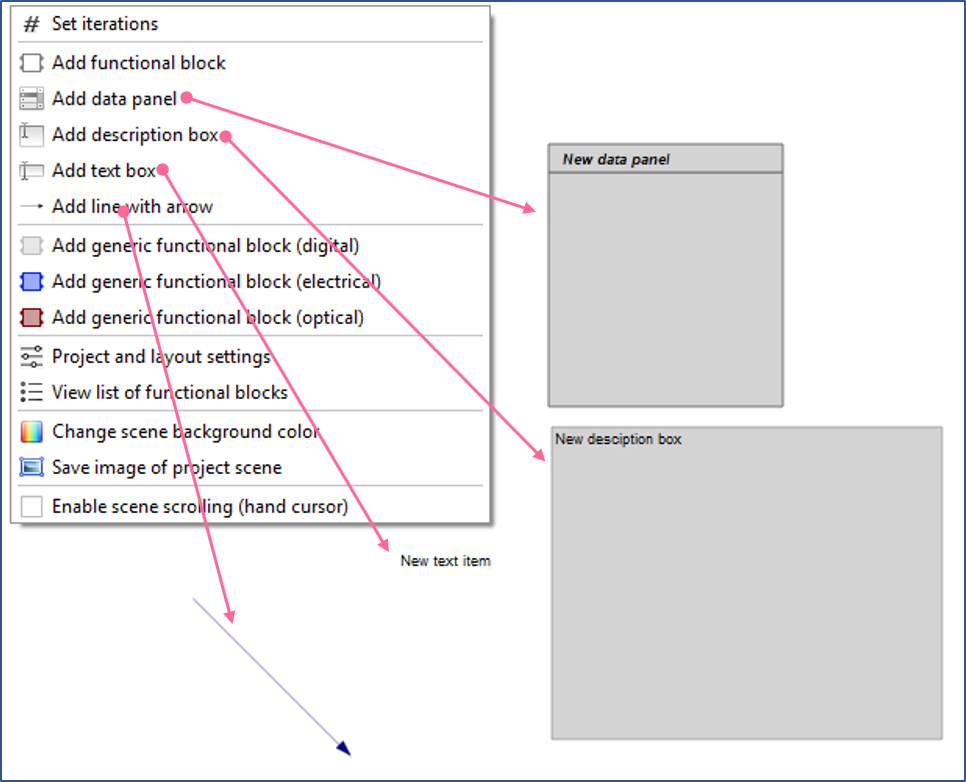 # Set iterations
Add functional block
Add data panel
Add description box
Add text box
Add line with arrow
Add generic functional block (digital)
Add generic functional block (electrical)
Add generic functional block (optical)
Project and layout settings
View list of functional blocks
Change scene background color
Save image of project scene
Enable scene scrolling (hand cursor)
New data panel
New desciption box
New text item